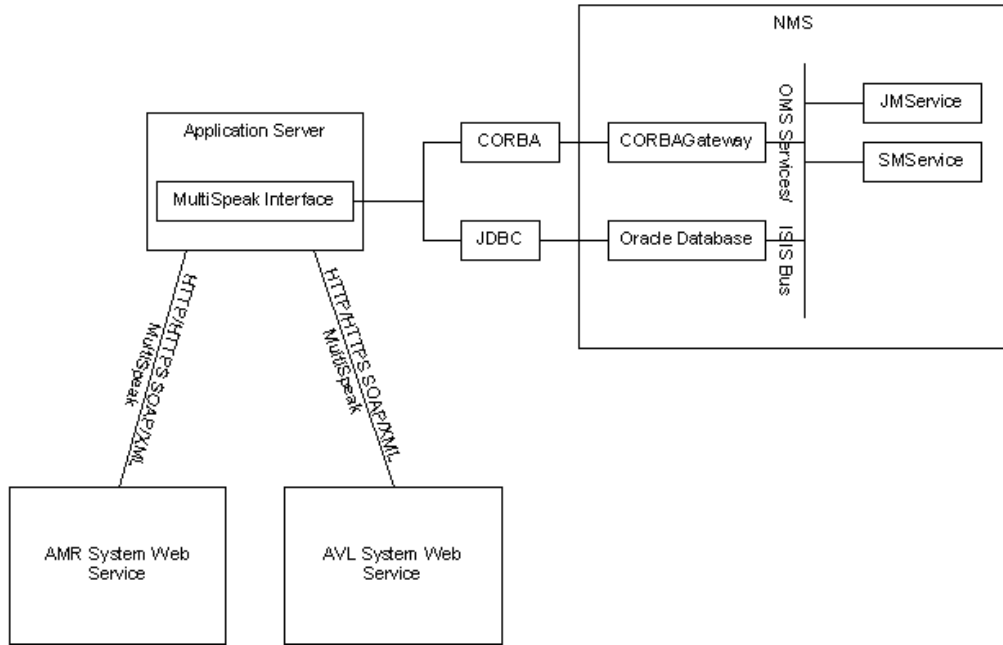 NMS
Application Server
MultiSpeak Interface
CORBA
CORBAGateway
JMService
SMService
JDBC
Oracle Database
OMS Services/
ISIS Bus
HTTP/HTTPS SOAP/XML
MultiSpeak
HTTP/HTTPS SOAP/XML
MultiSpeak
AMR System Web
Service
AVL System Web
Service